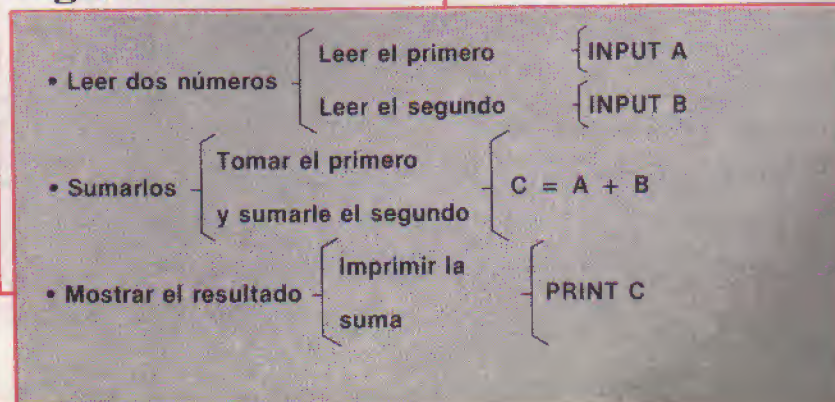 Leer el primero { INPUT A
• Leer dos números {
Leer el segundo { INPUT B
Tomar el primero
• Sumarlos { { C = A + B
y sumarle el segundo
Imprimir la
• Mostrar el resultado { { PRINT C
suma